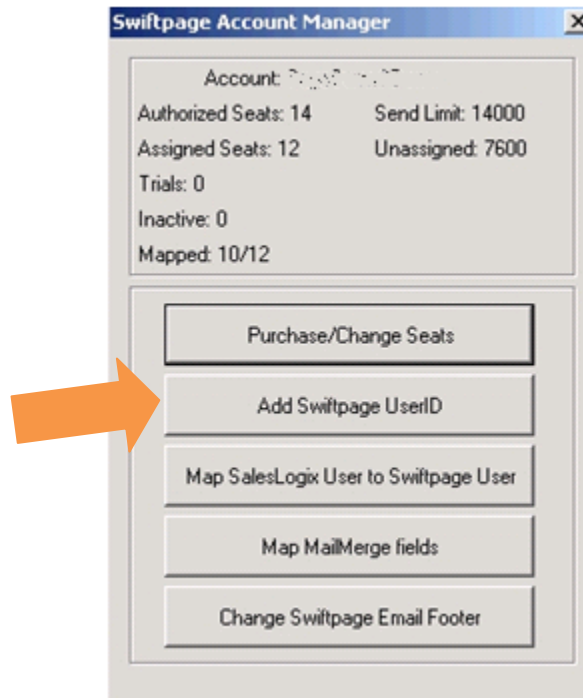 Swiftpage Account Manager
Account:
Authorized Seats: 14 Send Limit: 14000
Assigned Seats: 12 Unassigned: 7600
Trials: 0
Inactive: 0
Mapped: 10/12
Purchase/Change Seats
Add Swiftpage UserID
Map SalesLogix User to Swiftpage User
Map MailMerge fields
Change Swiftpage Email Footer